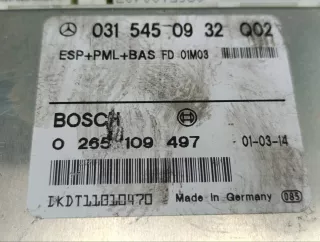 031 545 09 32 Q02
ESP+PML+BAS FD 01M03
BOSCH
0 265 109 497 01-03-14
DKDT11010470 Made in Germany 085